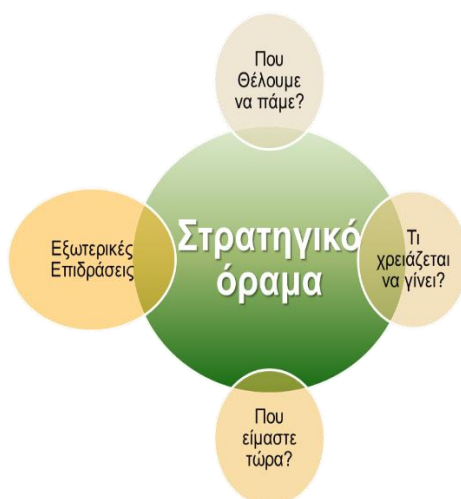 Που
Θέλουμε
να πάμε?
Εξωτερικές
Επιδράσεις
Στρατηγικό
όραμα
Τι
χρειάζεται
να γίνει?
Που
είμαστε
τώρα?